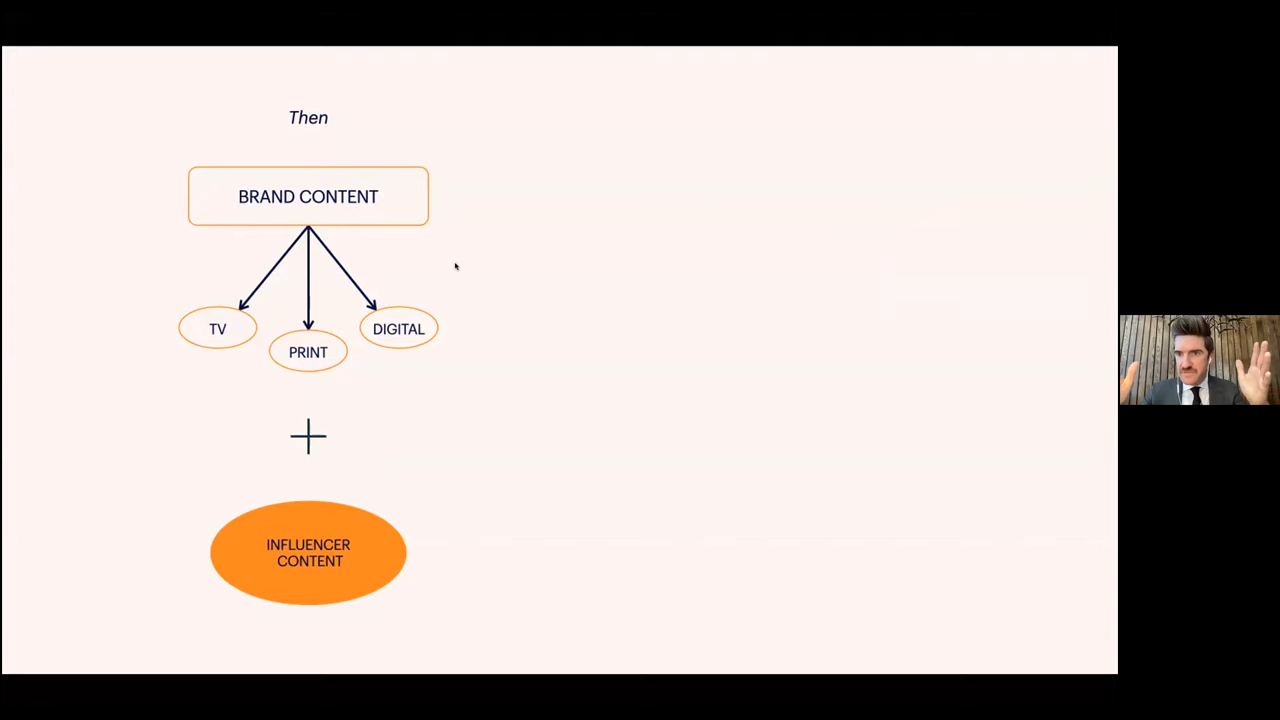 Then
BRAND CONTENT
TV
PRINT
DIGITAL
INFLUENCER
CONTENT